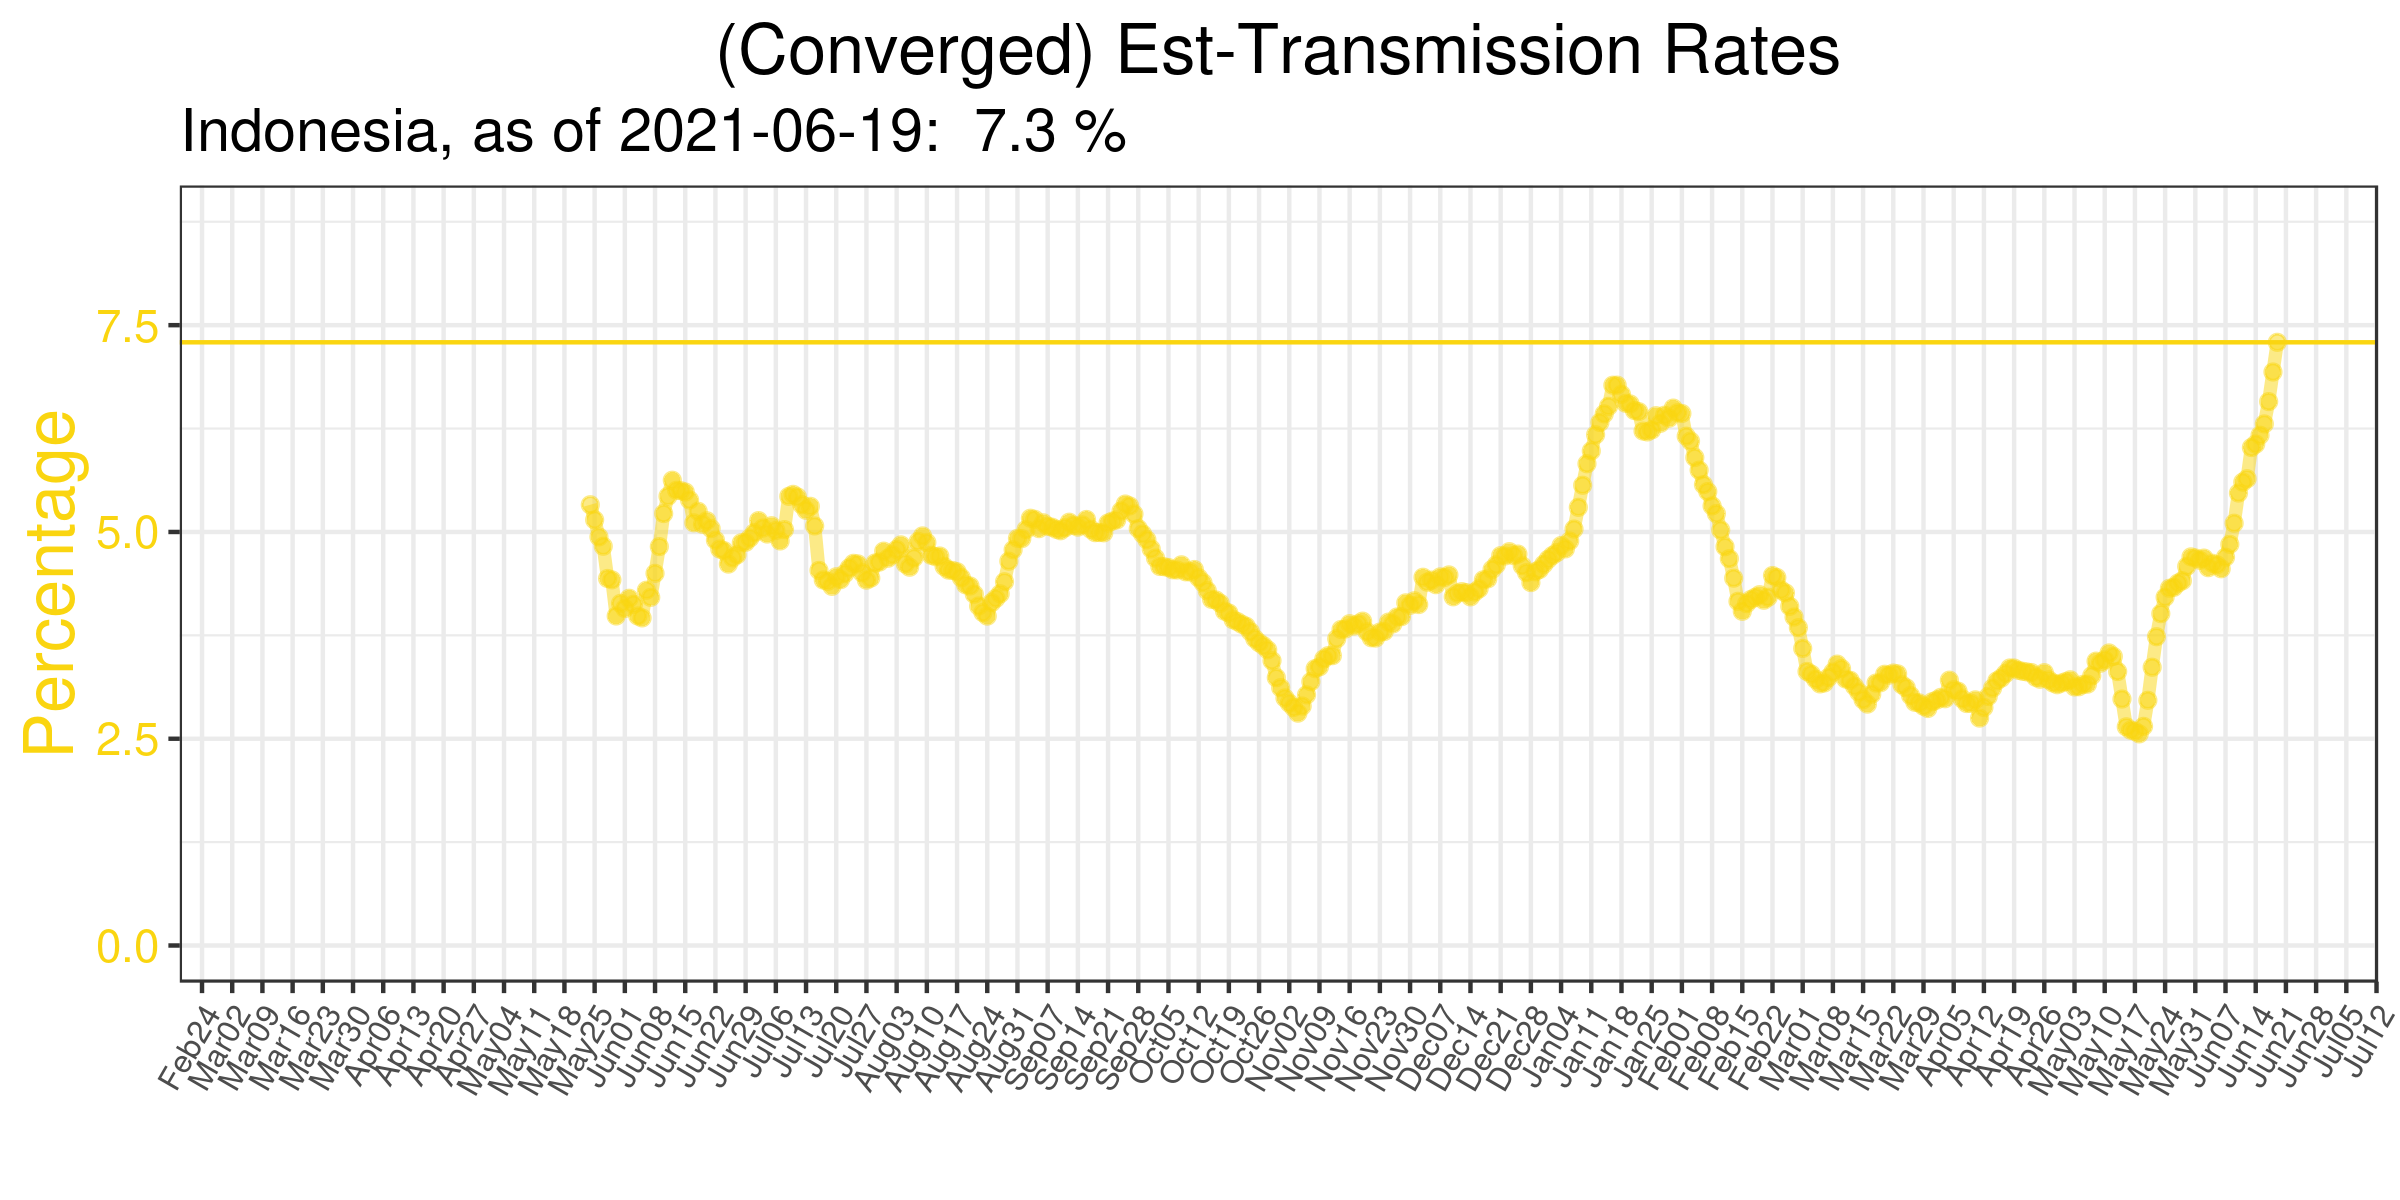 (Converged) Est-Transmission Rates
Indonesia, as of 2021-06-19: 7.3 %
Percentage
7.5
5.0
2.5
0.0
Feb24
Mar02
Mar09
Mar16
Mar23
Mar30
Apr06
Apr13
Apr20
Apr27
May04
May11
May18
May25
Jun01
Jun08
Jun15
Jun22
Jun29
Jul06
Jul13
Jul20
Jul27
Aug03
Aug10
Aug17
Aug24
Aug31
Sep07
Sep14
Sep21
Sep28
Oct05
Oct12
Oct19
Oct26
Nov02
Nov09
Nov16
Nov23
Nov30
Dec07
Dec14
Dec21
Dec28
Jan04
Jan11
Jan18
Jan25
Feb01
Feb08
Feb15
Feb22
Mar01
Mar08
Mar15
Mar22
Mar29
Apr05
Apr12
Apr19
Apr26
May03
May10
May17
May24
May31
Jun07
Jun14
Jun21
Jun28
Jul05
Jul12